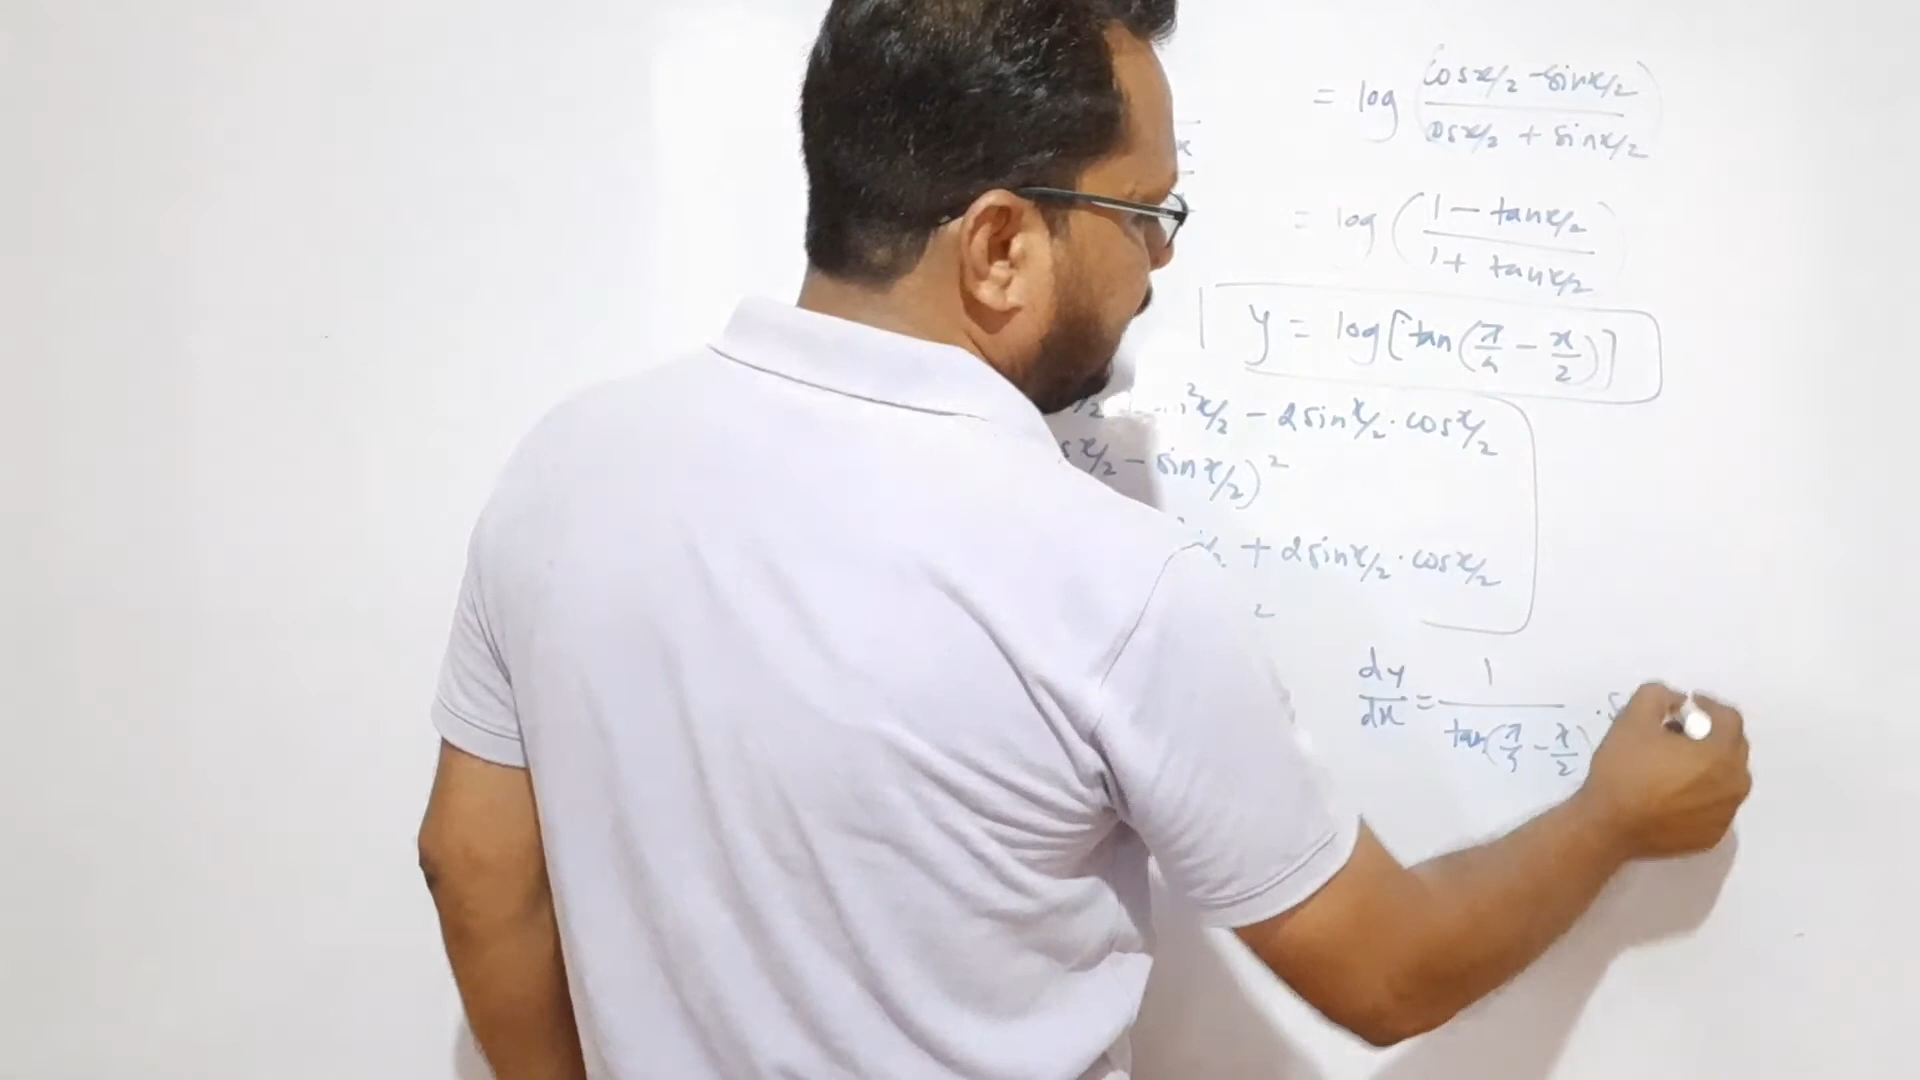 = log (cos x/2 - sin x/2 / cos x/2 + sin x/2)
= log (1 - tan x/2 / 1 + tan x/2)
y = log [tan (π/4 - x/2)]
x/2 - 2 sin x/2 · cos x/2
x/2 - sin x/2)²
+ 2 sin x/2 · cos x/2
2
dy/dx = 1 / tan (π/4 - x/2) · s